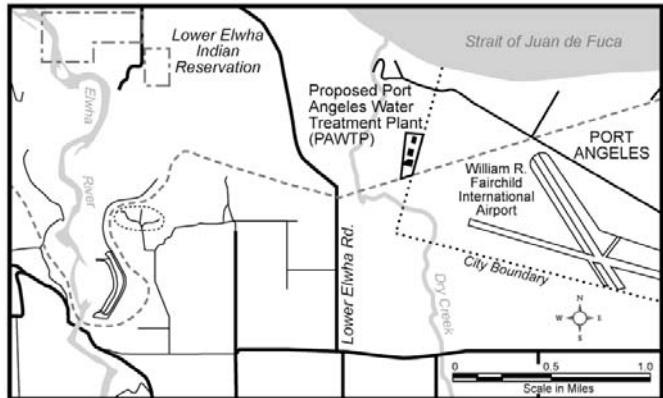 Lower Elwha
Indian
Reservation
Strait of Juan de Fuca
Elwha
River
Proposed Port
Angeles Water
Treatment Plant
(PAWTP)
PORT
ANGELES
William R.
Fairchild
International
Airport
City Boundary
Lower Elwha Rd.
Dry Creek
N
W E
S
0 0.5 1.0
Scale in Miles